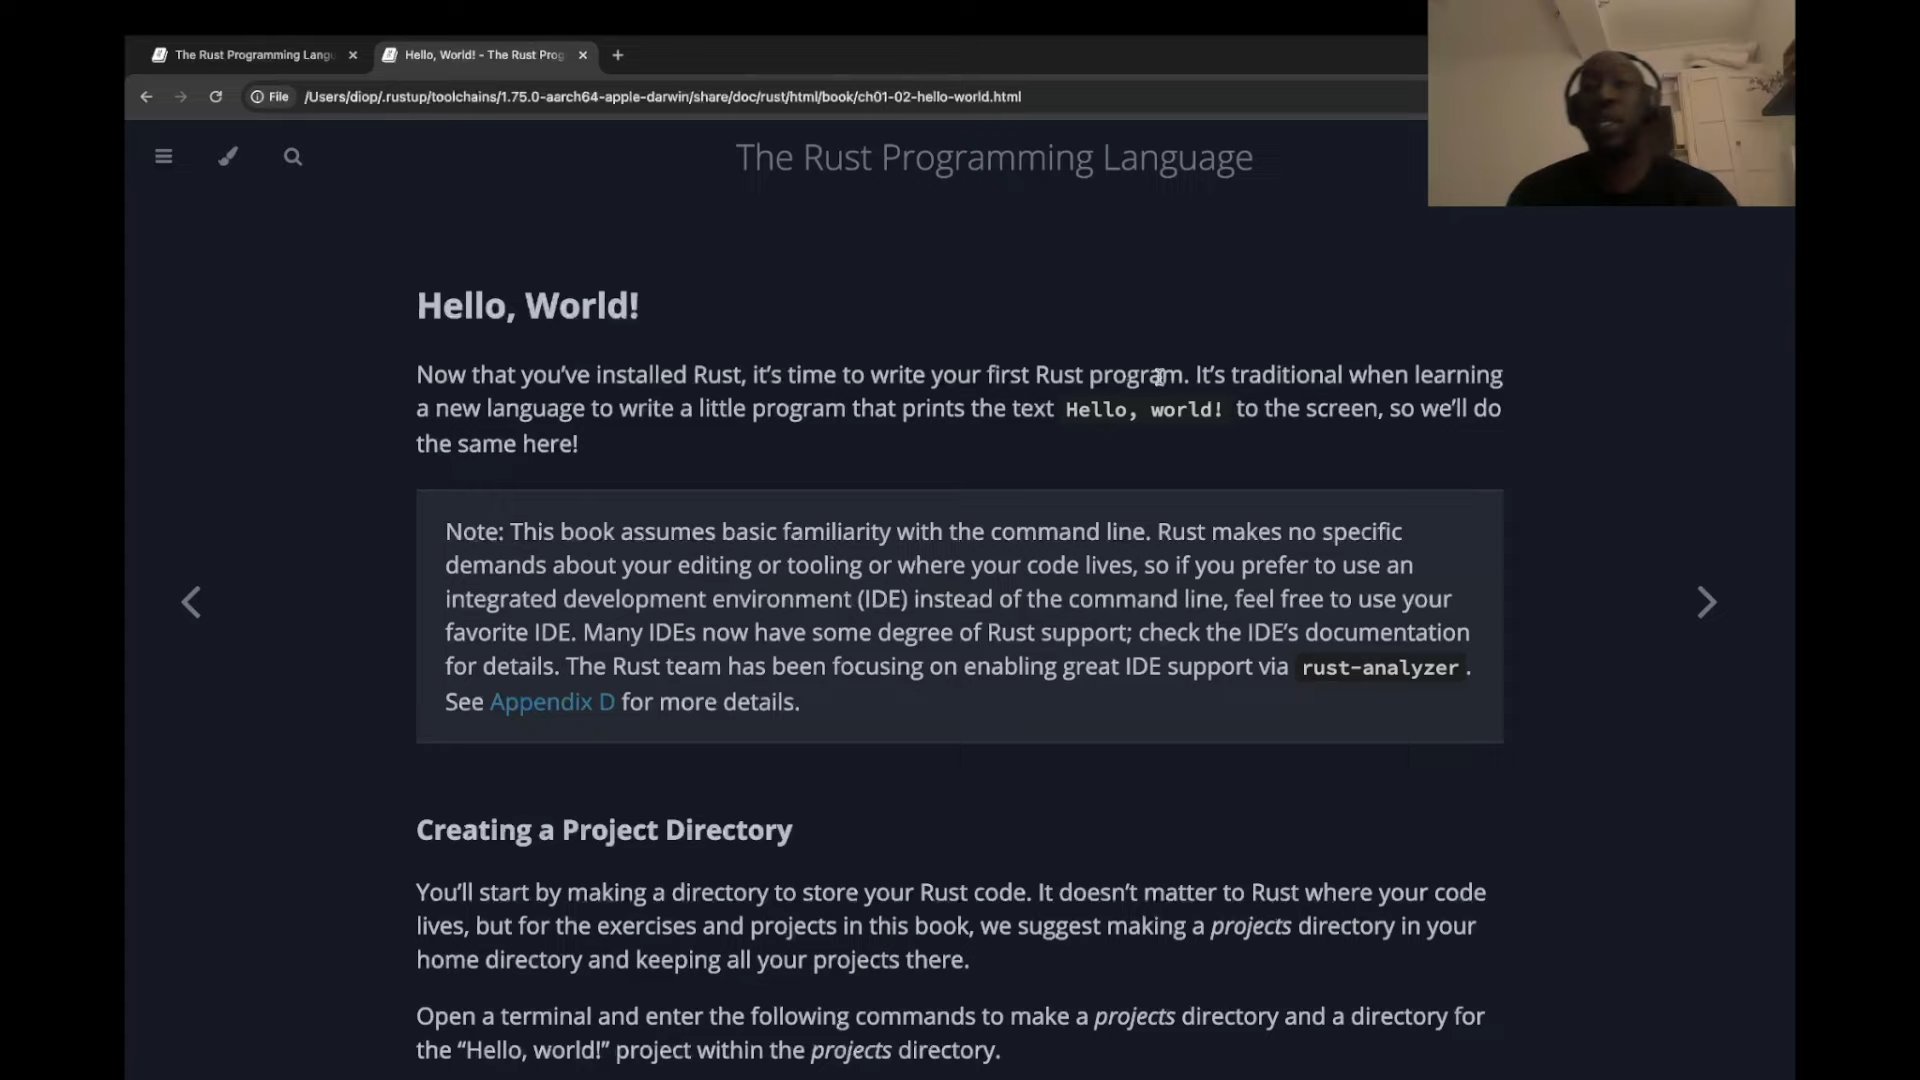 The Rust Programming Langu
Hello, World! - The Rust Prog
File
/Users/diop/.rustup/toolchains/1.75.0-aarch64-apple-darwin/share/doc/rust/html/book/ch01-02-hello-world.html
The Rust Programming Language
Hello, World!
Now that you’ve installed Rust, it’s time to write your first Rust program. It’s traditional when learning
a new language to write a little program that prints the text Hello, world! to the screen, so we’ll do
the same here!
Note: This book assumes basic familiarity with the command line. Rust makes no specific
demands about your editing or tooling or where your code lives, so if you prefer to use an
integrated development environment (IDE) instead of the command line, feel free to use your
favorite IDE. Many IDEs now have some degree of Rust support; check the IDE’s documentation
for details. The Rust team has been focusing on enabling great IDE support via rust-analyzer.
See Appendix D for more details.
Creating a Project Directory
You’ll start by making a directory to store your Rust code. It doesn’t matter to Rust where your code
lives, but for the exercises and projects in this book, we suggest making a projects directory in your
home directory and keeping all your projects there.
Open a terminal and enter the following commands to make a projects directory and a directory for
the “Hello, world!” project within the projects directory.